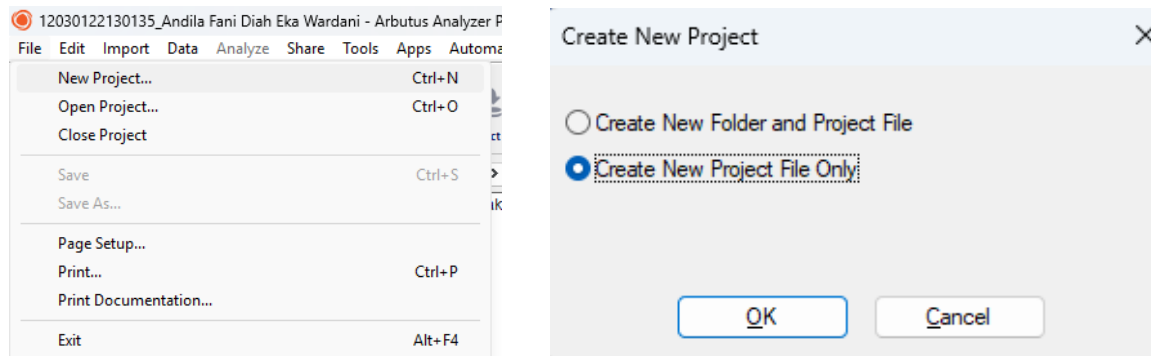 12030122130135_Andila Fani Diah Eka Wardani - Arbutus Analyzer P
File Edit Import Data Analyze Share Tools Apps Automa
New Project... Ctrl+N
Open Project... Ctrl+O
Close Project
Save Ctrl+S
Save As...
Page Setup...
Print... Ctrl+P
Print Documentation...
Exit Alt+F4
Create New Project
Create New Folder and Project File
Create New Project File Only
OK Cancel